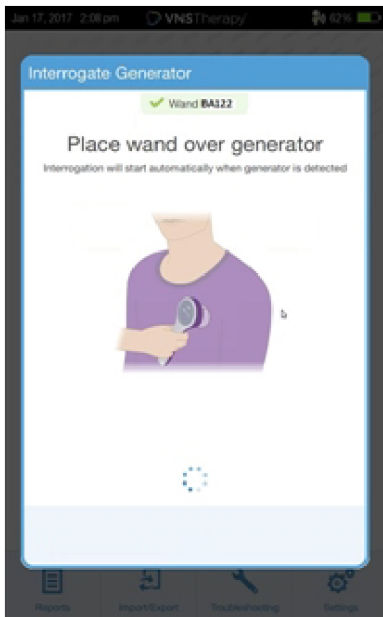 Jan 17, 2017 2:08 pm VNSTherapy 62%
Interrogate Generator
Wand BA122
Place wand over generator
Interrogation will start automatically when generator is detected
Reports Import/Export Troubleshooting Settings